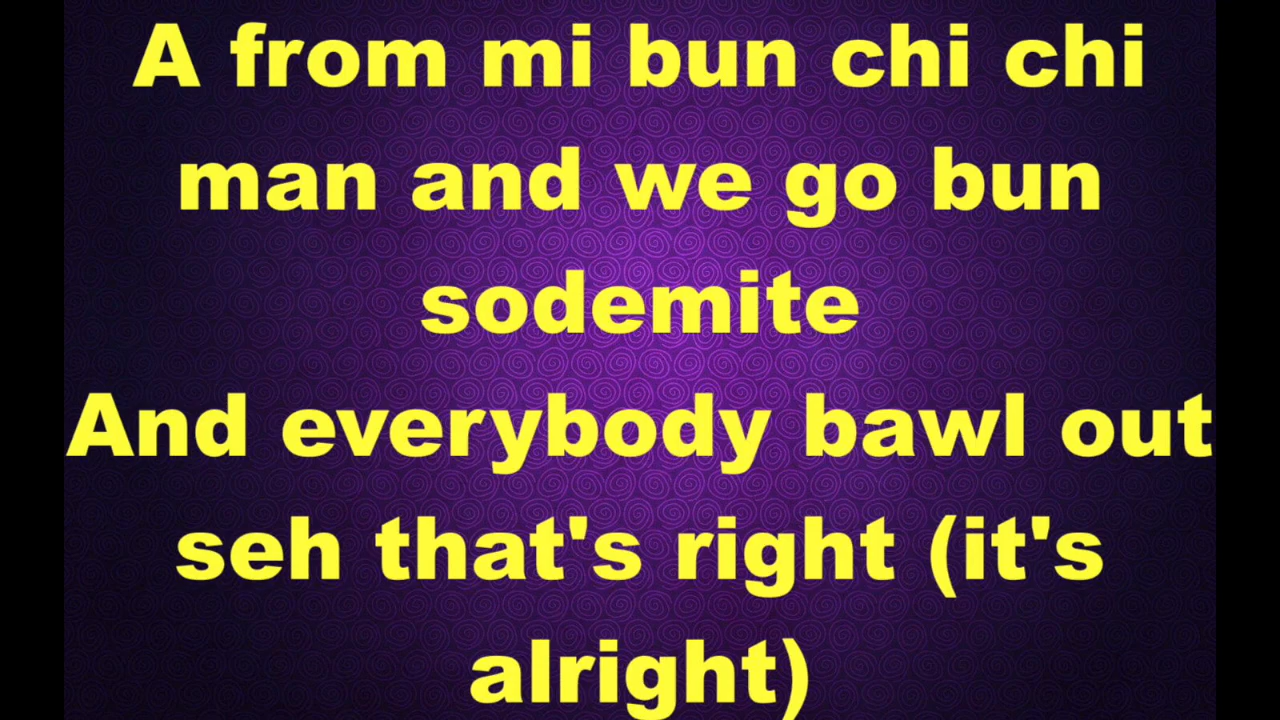 A from mi bun chi chi
man and we go bun
sodemite
And everybody bawl out
seh that's right (it's
alright)